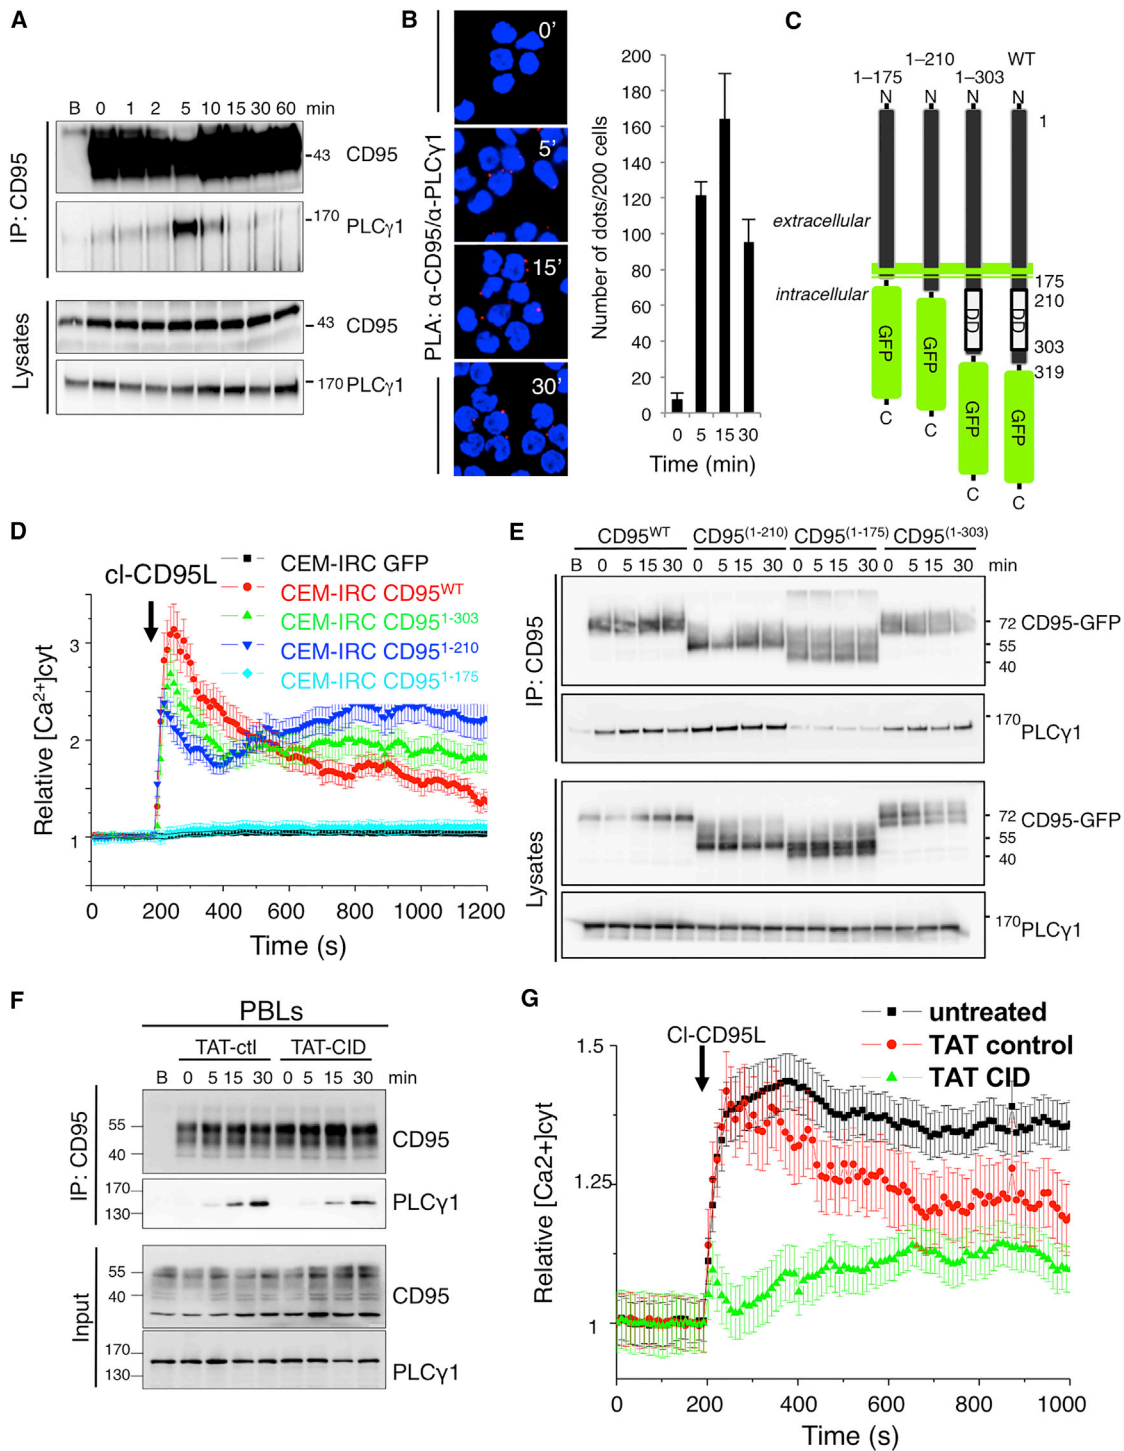 A
B 0 1 2 5 10 15 30 60 min
IP: CD95
-43 CD95
-170 PLCγ1
Lysates
-43 CD95
-170 PLCγ1
B
PLA: α-CD95/α-PLCγ1
0'
5'
15'
30'
Number of dots/200 cells
200
180
160
140
120
100
80
60
40
20
0
0 5 15 30
Time (min)
C
1–175
1–210
1–303
WT
N N N N
1
extracellular
intracellular
175
210
303
319
DD DD
GFP GFP GFP GFP
C C C C
D
cl-CD95L
CEM-IRC GFP
CEM-IRC CD95WT
CEM-IRC CD951-303
CEM-IRC CD951-210
CEM-IRC CD951-175
Relative [Ca2+]cyt
3
2
1
0 200 400 600 800 1000 1200
Time (s)
E
CD95WT CD95(1-210) CD95(1-175) CD95(1-303)
B 0 5 15 30 0 5 15 30 0 5 15 30 0 5 15 30 min
IP: CD95
72 CD95-GFP
55
40
170
PLCγ1
Lysates
72 CD95-GFP
55
40
170
PLCγ1
F
PBLs
TAT-ctl TAT-CID
B 0 5 15 30 0 5 15 30 min
IP: CD95
55
40
CD95
170
130
PLCγ1
Input
55
40
CD95
170
130
PLCγ1
G
Cl-CD95L
untreated
TAT control
TAT CID
Relative [Ca2+]cyt
1.5
1.25
1
0 200 400 600 800 1000
Time (s)